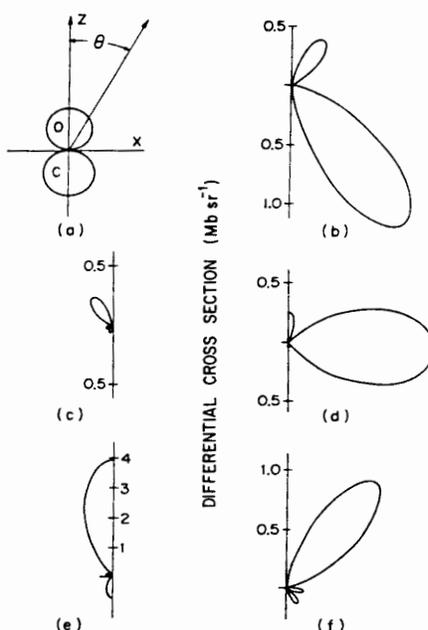 Z
θ
O
X
C
(a)
0.5
0.5
1.0
(b)
0.5
0.5
(c)
DIFFERENTIAL CROSS SECTION (Mb sr⁻¹)
0.5
0.5
(d)
4
3
2
1
(e)
1.0
0.5
(f)